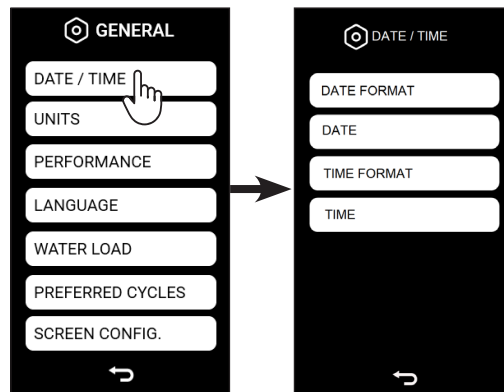 GENERAL
DATE / TIME
UNITS
PERFORMANCE
LANGUAGE
WATER LOAD
PREFERRED CYCLES
SCREEN CONFIG.
DATE / TIME
DATE FORMAT
DATE
TIME FORMAT
TIME